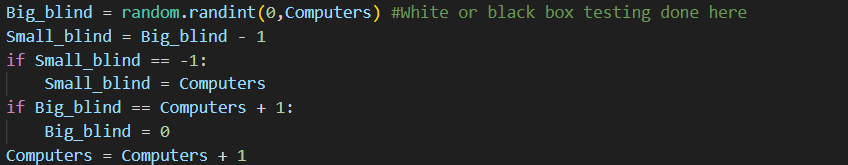 Big_blind = random.randint(0,Computers) #White or black box testing done here
Small_blind = Big_blind - 1
if Small_blind == -1:
    Small_blind = Computers
if Big_blind == Computers + 1:
    Big_blind = 0
Computers = Computers + 1